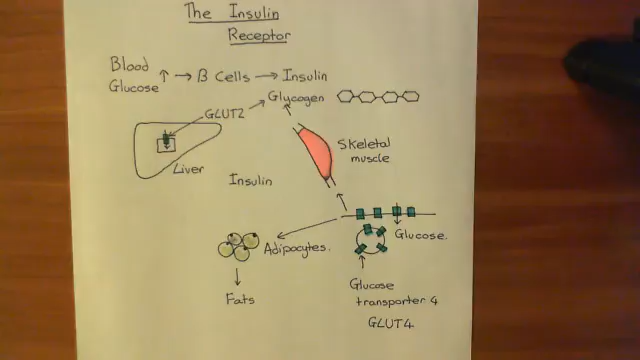 The Insulin
Receptor
Blood
Glucose ↑ → β Cells → Insulin
Glycogen
GLUT2
Skeletal
muscle
Liver
Insulin
Glucose.
Adipocytes.
Fats
Glucose
transporter 4
GLUT4